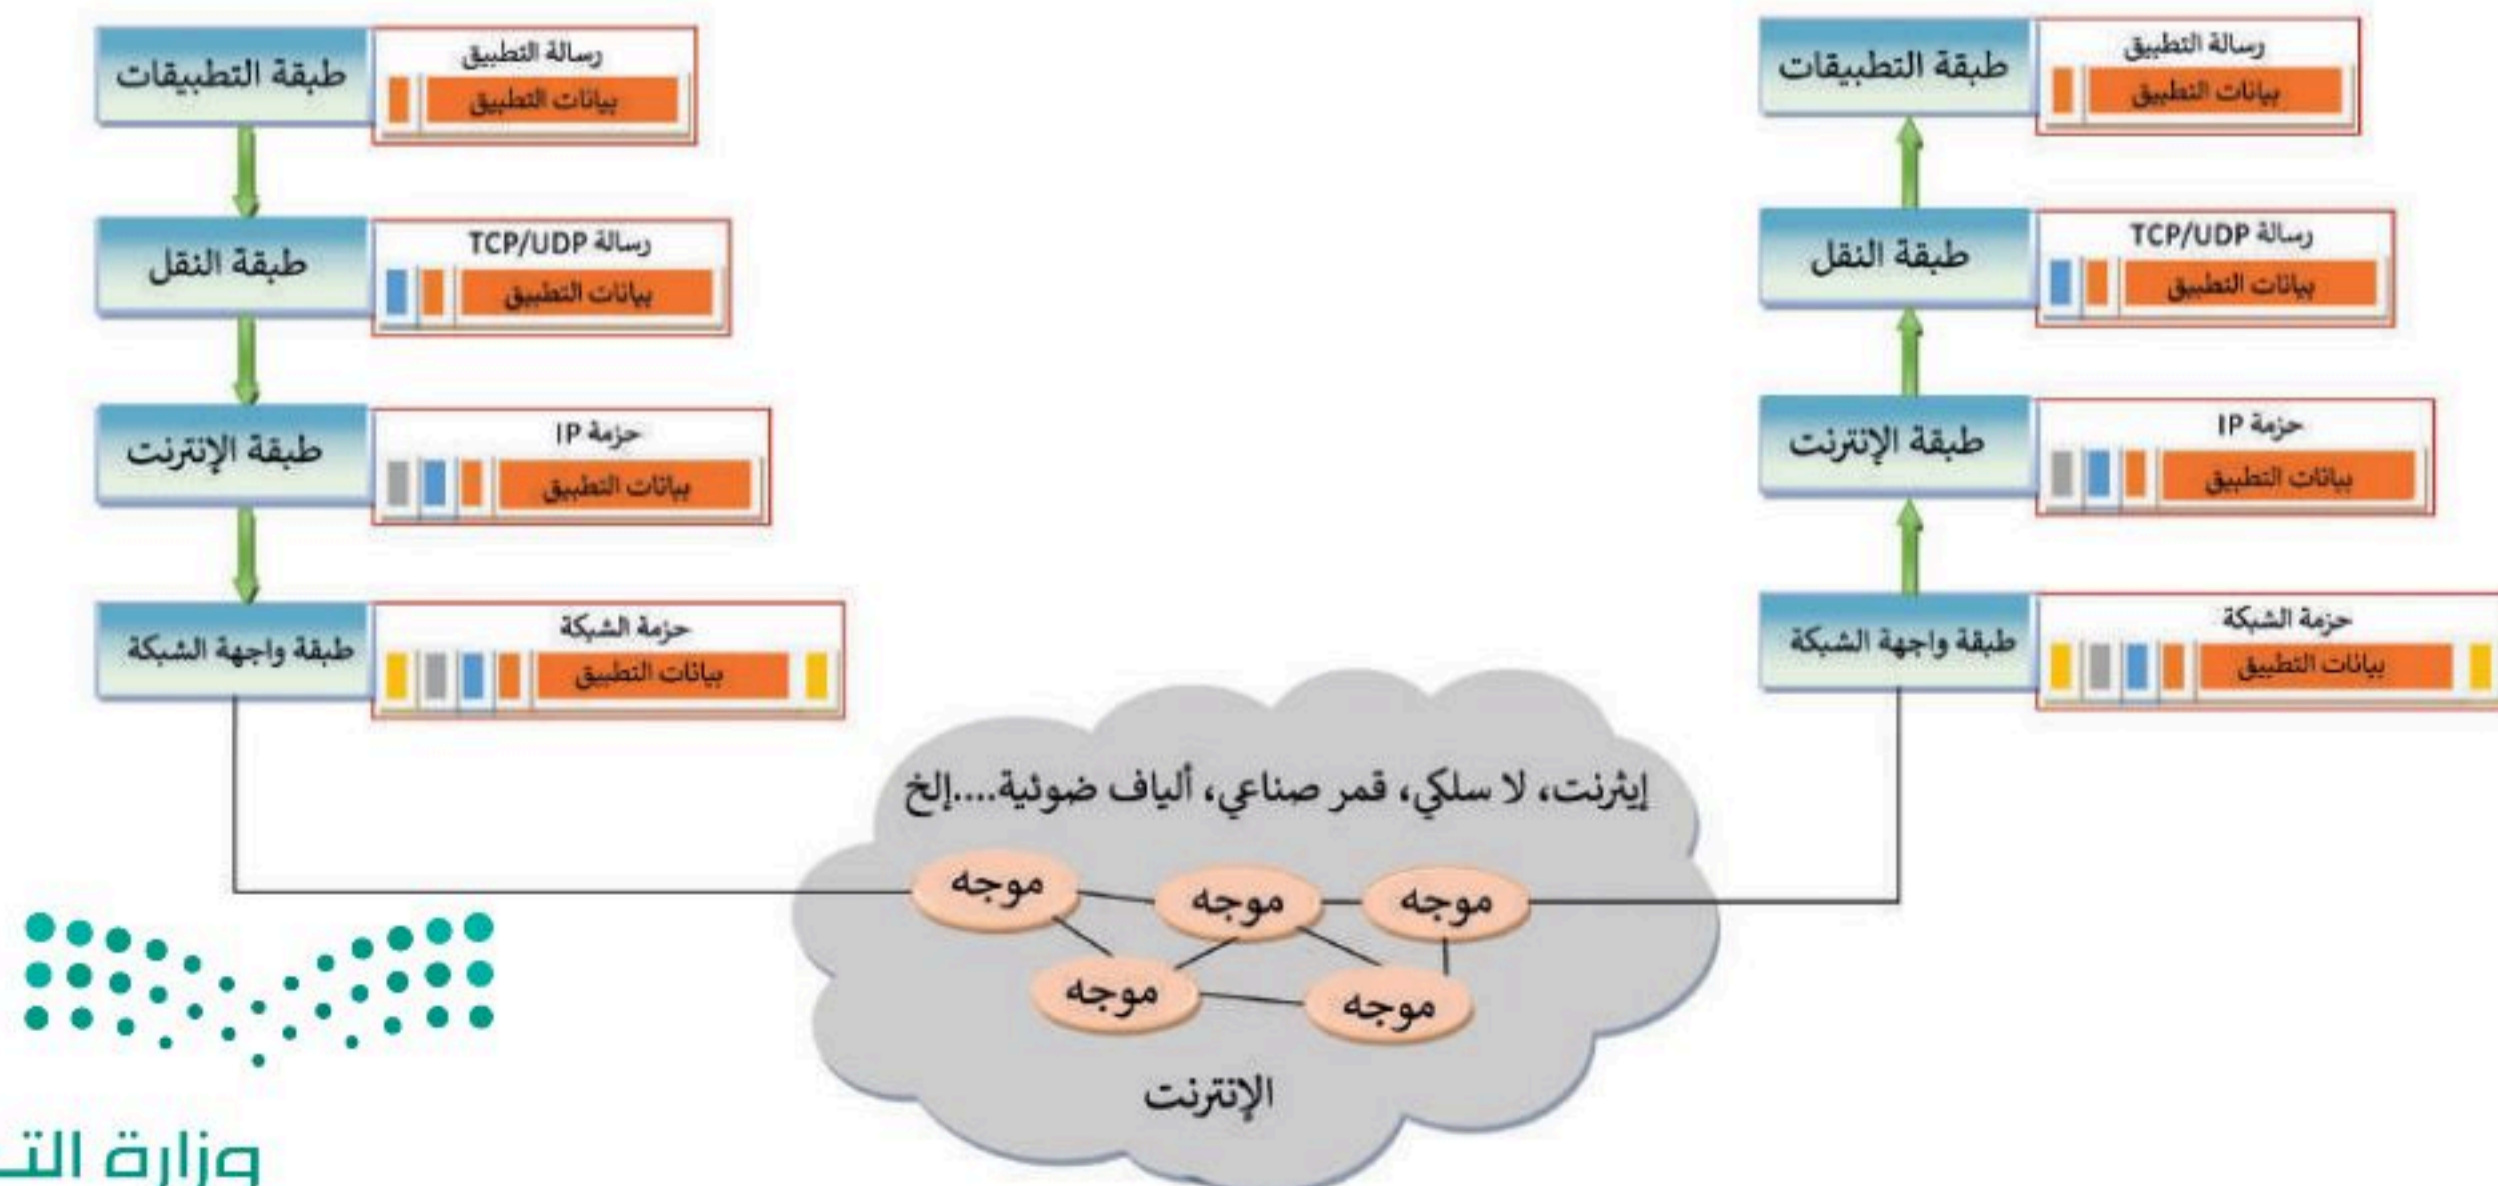 طبقة التطبيقات
رسالة التطبيق
بيانات التطبيق
طبقة النقل
رسالة TCP/UDP
بيانات التطبيق
طبقة الإنترنت
حزمة IP
بيانات التطبيق
طبقة واجهة الشبكة
حزمة الشبكة
بيانات التطبيق
طبقة التطبيقات
رسالة التطبيق
بيانات التطبيق
طبقة النقل
رسالة TCP/UDP
بيانات التطبيق
طبقة الإنترنت
حزمة IP
بيانات التطبيق
طبقة واجهة الشبكة
حزمة الشبكة
بيانات التطبيق
إيثرنت، لا سلكي، قمر صناعي، ألياف ضوئية....إلخ
موجه
موجه
موجه
موجه
موجه
الإنترنت
وزارة